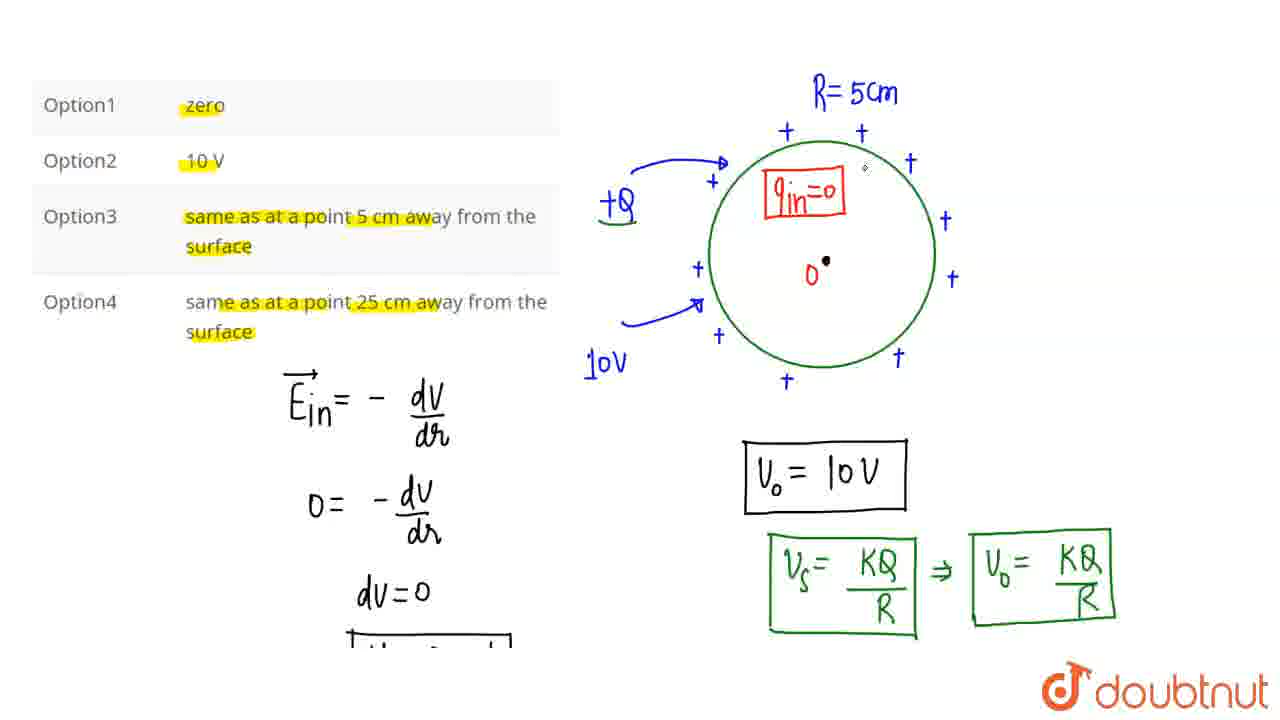 Option1 zero
Option2 10 V
Option3 same as at a point 5 cm away from the
surface
Option4 same as at a point 25 cm away from the
surface
R= 5cm
+ + + + + + + + + + +
+Q
qin=0
0
10V
Ein = - dV/dr
0 = - dV/dr
dv=0
V0 = 10V
Vs = KQ/R ⇒ V0 = KQ/R
doubtnut